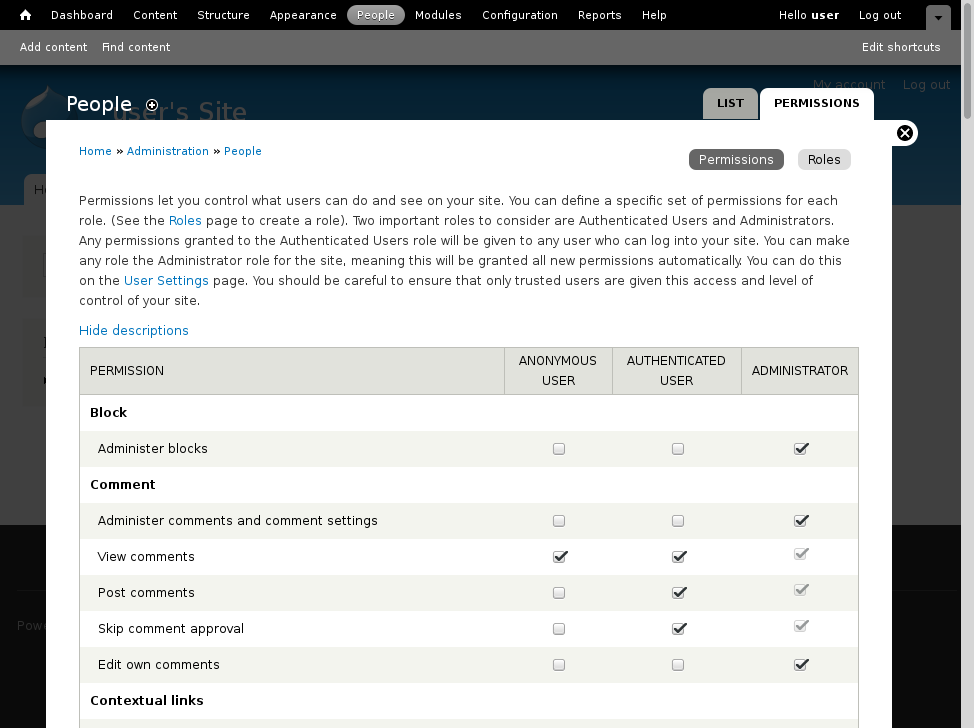 Dashboard Content Structure Appearance People Modules Configuration Reports Help Hello user Log out
Add content Find content Edit shortcuts
My account Log out
People user's Site LIST PERMISSIONS
Home » Administration » People
Permissions Roles
Permissions let you control what users can do and see on your site. You can define a specific set of permissions for each
role. (See the Roles page to create a role). Two important roles to consider are Authenticated Users and Administrators.
Any permissions granted to the Authenticated Users role will be given to any user who can log into your site. You can make
any role the Administrator role for the site, meaning this will be granted all new permissions automatically. You can do this
on the User Settings page. You should be careful to ensure that only trusted users are given this access and level of
control of your site.
Hide descriptions
PERMISSION ANONYMOUS USER AUTHENTICATED USER ADMINISTRATOR
Block
Administer blocks
Comment
Administer comments and comment settings
View comments
Post comments
Skip comment approval
Edit own comments
Contextual links